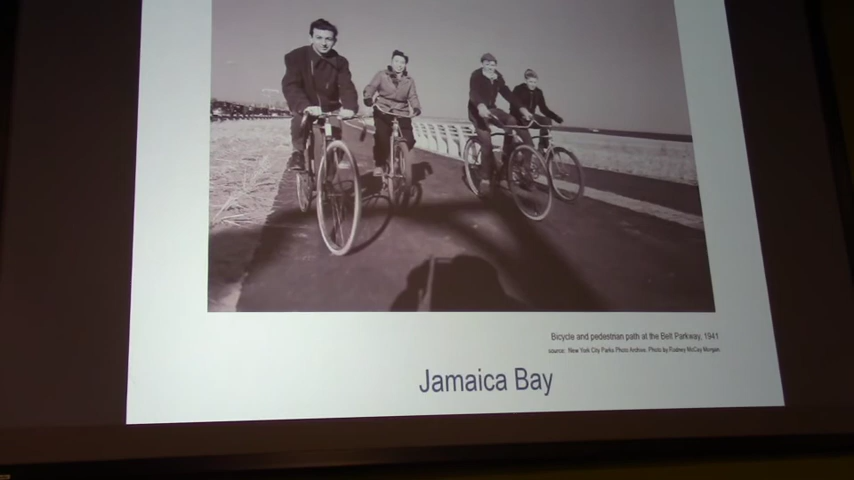 Bicycle and pedestrian path at the Belt Parkway, 1941
source: New York City Parks Photo Archive. Photo by Rodney McCay Morgan.
Jamaica Bay